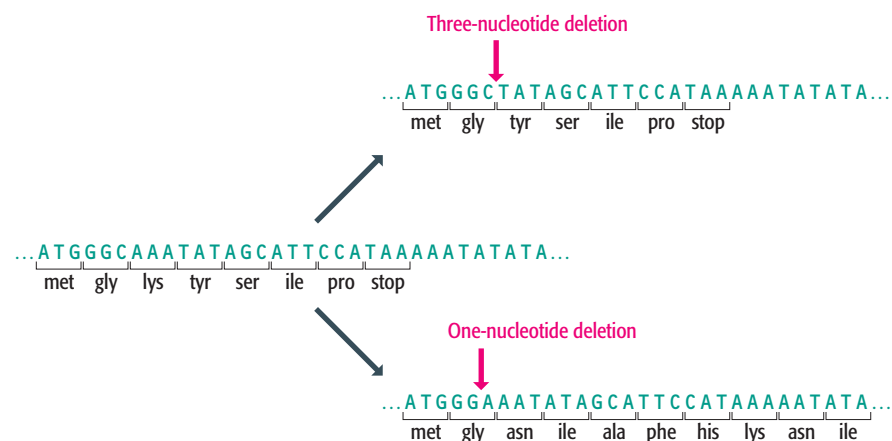 Three-nucleotide deletion
...ATGGGCTATAGCATTCCATAAAAATATATA...
met gly tyr ser ile pro stop
...ATGGGCAAATATAGCATTCCATAAAAATATATA...
met gly lys tyr ser ile pro stop
One-nucleotide deletion
...ATGGGAAATATAGCATTCCATAAAAATATA...
met gly asn ile ala phe his lys asn ile